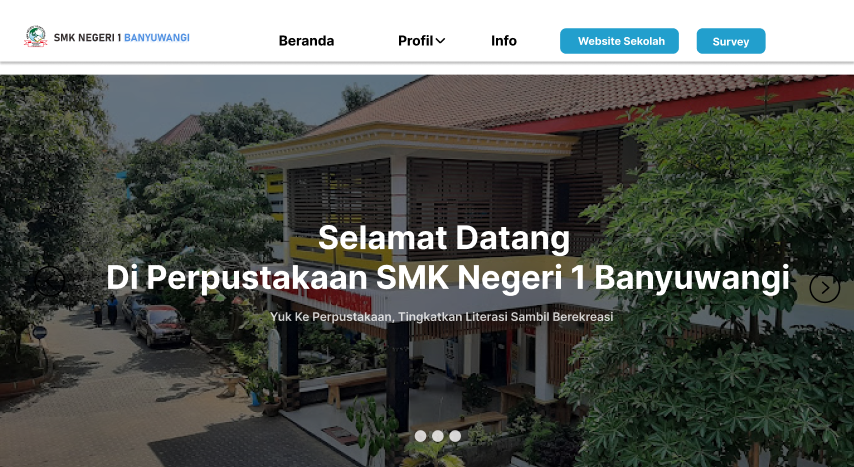 SMK NEGERI 1 BANYUWANGI
Beranda
Profil
Info
Website Sekolah
Survey
Selamat Datang
Di Perpustakaan SMK Negeri 1 Banyuwangi
Yuk Ke Perpustakaan, Tingkatkan Literasi Sambil Berekreasi